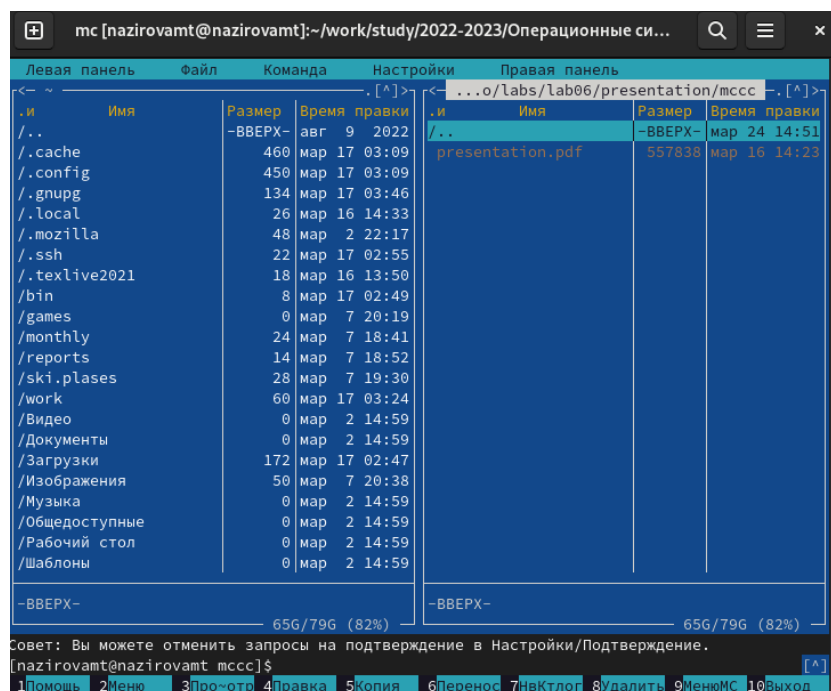 mc [nazirovamt@nazirovamt]:~/work/study/2022-2023/Операционные си...
Левая панель Файл Команда Настройки Правая панель
<— ~ .[^]>
.и Имя Размер Время правки
/.. -ВВЕРХ- авг 9 2022
/.cache 460 мар 17 03:09
/.config 450 мар 17 03:09
/.gnupg 134 мар 17 03:46
/.local 26 мар 16 14:33
/.mozilla 48 мар 2 22:17
/.ssh 22 мар 17 02:55
/.texlive2021 18 мар 16 13:50
/bin 8 мар 17 02:49
/games 0 мар 7 20:19
/monthly 24 мар 7 18:41
/reports 14 мар 7 18:52
/ski.plases 28 мар 7 19:30
/work 60 мар 17 03:24
/Видео 0 мар 2 14:59
/Документы 0 мар 2 14:59
/Загрузки 172 мар 17 02:47
/Изображения 50 мар 7 20:38
/Музыка 0 мар 2 14:59
/Общедоступные 0 мар 2 14:59
/Рабочий стол 0 мар 2 14:59
/Шаблоны 0 мар 2 14:59
-ВВЕРХ-
65G/79G (82%)
<— ...o/labs/lab06/presentation/mccc .[^]>
.и Имя Размер Время правки
/.. -ВВЕРХ- мар 24 14:51
presentation.pdf 557838 мар 16 14:23
-ВВЕРХ-
65G/79G (82%)
Совет: Вы можете отменить запросы на подтверждение в Настройки/Подтверждение.
[nazirovamt@nazirovamt mccc]$ [^]
1Помощь 2Меню 3Про~отр 4Правка 5Копия 6Перенос 7НвКтлог 8Удалить 9МенюMC 10Выход